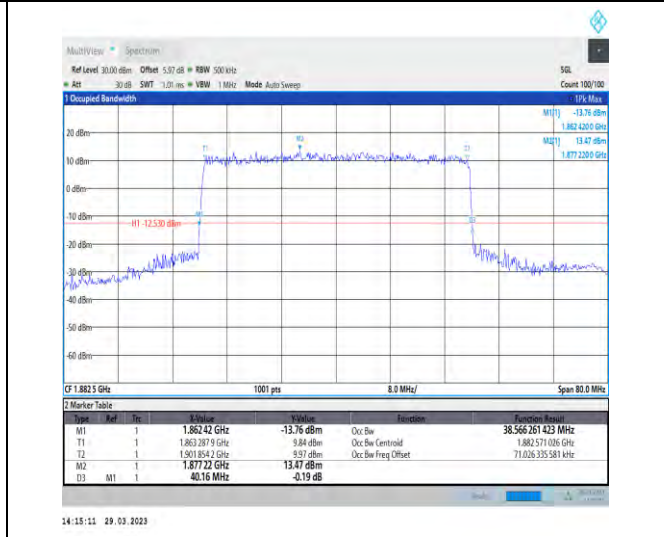 MultiView Spectrum
Ref Level 30.00 dBm Offset 5.97 dB RBW 500 kHz SGL
Att 30 dB SWT 1.01 ms VBW 1 MHz Mode Auto Sweep Count 100/100
1 Occupied Bandwidth 1Pk Max
M1[1] -13.76 dBm
1.862 4200 GHz
20 dBm M2[1] 13.47 dBm
1.877 2200 GHz
T1 M2 T2
10 dBm
0 dBm
-10 dBm M1 D3
H1 -12.530 dBm
-20 dBm
-30 dBm
-40 dBm
-50 dBm
-60 dBm
CF 1.882 5 GHz 1001 pts 8.0 MHz/ Span 80.0 MHz
2 Marker Table
Type Ref Trc X-Value Y-Value Function Function Result
M1 1 1.862 42 GHz -13.76 dBm Occ Bw 38.566 261 423 MHz
T1 1 1.863 287 9 GHz 9.84 dBm Occ Bw Centroid 1.882 571 026 GHz
T2 1 1.901 854 2 GHz 9.97 dBm Occ Bw Freq Offset 71.026 335 581 kHz
M2 1 1.877 22 GHz 13.47 dBm
D3 M1 1 40.16 MHz -0.19 dB
14:15:11 29.03.2023